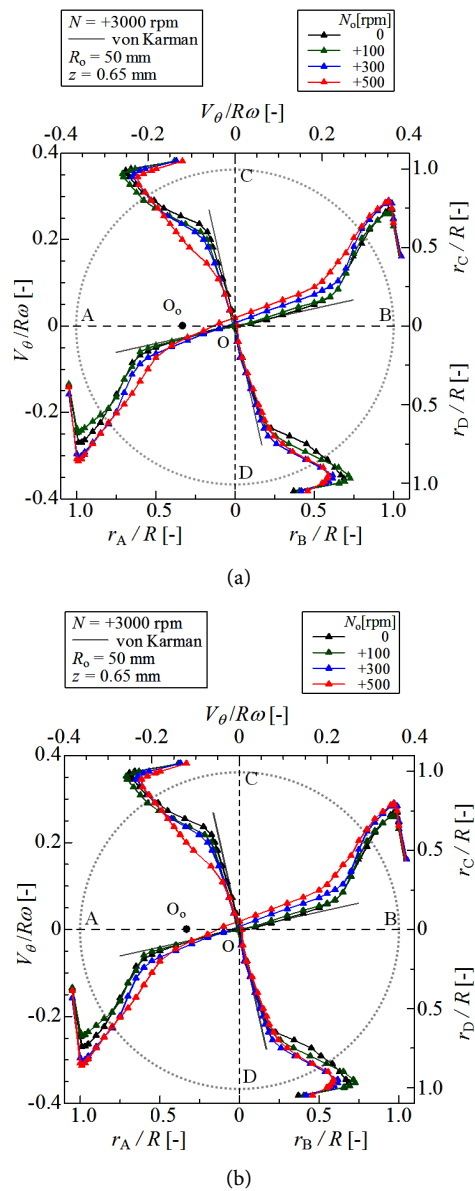 N = +3000 rpm
von Karman
Rₒ = 50 mm
z = 0.65 mm
Nₒ[rpm]
0
+100
+300
+500
V_θ/Rω [-]
-0.4 -0.2 0 0.2 0.4
0.4
0.2
0
-0.2
-0.4
V_θ/Rω [-]
1.0
0.5
0
0.5
1.0
r_C / R [-]
r_D / R [-]
C
A
Oₒ
O
B
D
1.0 0.5 0 0.5 1.0
r_A / R [-] r_B / R [-]
(a)
N = +3000 rpm
von Karman
Rₒ = 50 mm
z = 0.65 mm
Nₒ[rpm]
0
+100
+300
+500
V_θ/Rω [-]
-0.4 -0.2 0 0.2 0.4
0.4
0.2
0
-0.2
-0.4
V_θ/Rω [-]
1.0
0.5
0
0.5
1.0
r_C / R [-]
r_D / R [-]
C
A
Oₒ
O
B
D
1.0 0.5 0 0.5 1.0
r_A / R [-] r_B / R [-]
(b)